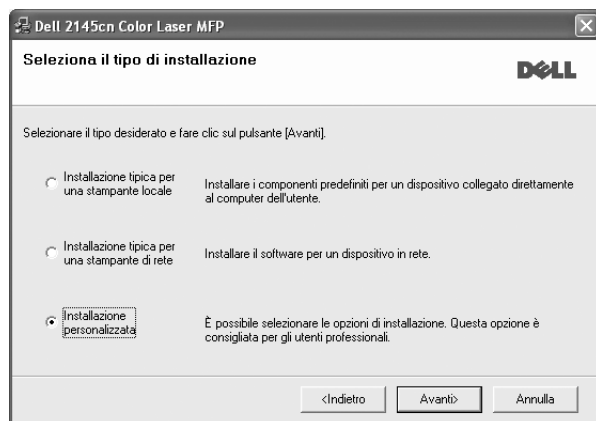 Dell 2145cn Color Laser MFP
Seleziona il tipo di installazione
DELL
Selezionare il tipo desiderato e fare clic sul pulsante [Avanti].
Installazione tipica per
una stampante locale
Installare i componenti predefiniti per un dispositivo collegato direttamente
al computer dell'utente.
Installazione tipica per
una stampante di rete
Installare il software per un dispositivo in rete.
Installazione
personalizzata
È possibile selezionare le opzioni di installazione. Questa opzione è
consigliata per gli utenti professionali.
<Indietro
Avanti>
Annulla